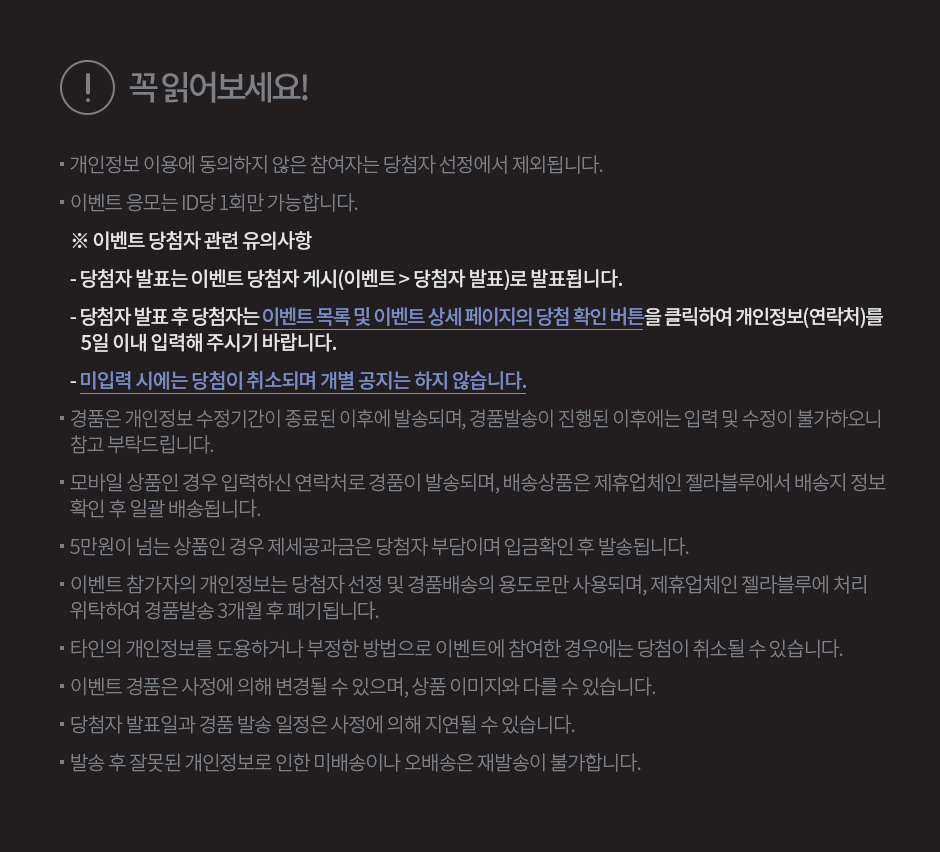 꼭 읽어보세요!
▪ 개인정보 이용에 동의하지 않은 참여자는 당첨자 선정에서 제외됩니다.
▪ 이벤트 응모는 ID당 1회만 가능합니다.
※ 이벤트 당첨자 관련 유의사항
- 당첨자 발표는 이벤트 당첨자 게시(이벤트 > 당첨자 발표)로 발표됩니다.
- 당첨자 발표 후 당첨자는 이벤트 목록 및 이벤트 상세 페이지의 당첨 확인 버튼을 클릭하여 개인정보(연락처)를
5일 이내 입력해 주시기 바랍니다.
- 미입력 시에는 당첨이 취소되며 개별 공지는 하지 않습니다.
▪ 경품은 개인정보 수정기간이 종료된 이후에 발송되며, 경품발송이 진행된 이후에는 입력 및 수정이 불가하오니
참고 부탁드립니다.
▪ 모바일 상품인 경우 입력하신 연락처로 경품이 발송되며, 배송상품은 제휴업체인 젤라블루에서 배송지 정보
확인 후 일괄 배송됩니다.
▪ 5만원이 넘는 상품인 경우 제세공과금은 당첨자 부담이며 입금확인 후 발송됩니다.
▪ 이벤트 참가자의 개인정보는 당첨자 선정 및 경품배송의 용도로만 사용되며, 제휴업체인 젤라블루에 처리
위탁하여 경품발송 3개월 후 폐기됩니다.
▪ 타인의 개인정보를 도용하거나 부정한 방법으로 이벤트에 참여한 경우에는 당첨이 취소될 수 있습니다.
▪ 이벤트 경품은 사정에 의해 변경될 수 있으며, 상품 이미지와 다를 수 있습니다.
▪ 당첨자 발표일과 경품 발송 일정은 사정에 의해 지연될 수 있습니다.
▪ 발송 후 잘못된 개인정보로 인한 미배송이나 오배송은 재발송이 불가합니다.